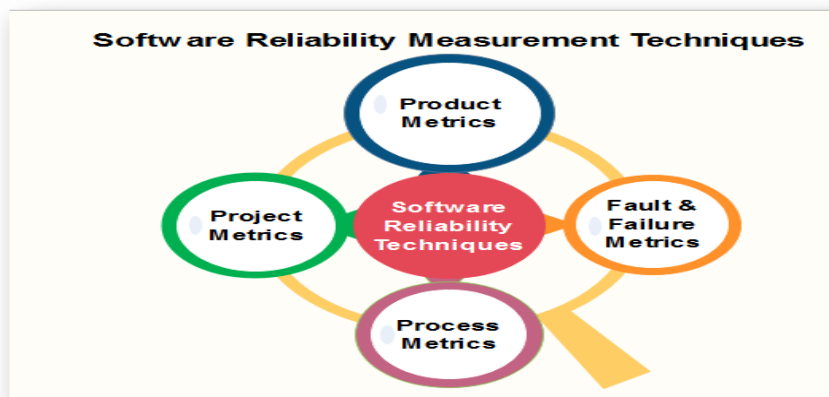 Software Reliability Measurement Techniques
Product
Metrics
Project
Metrics
Software
Reliability
Techniques
Fault &
Failure
Metrics
Process
Metrics